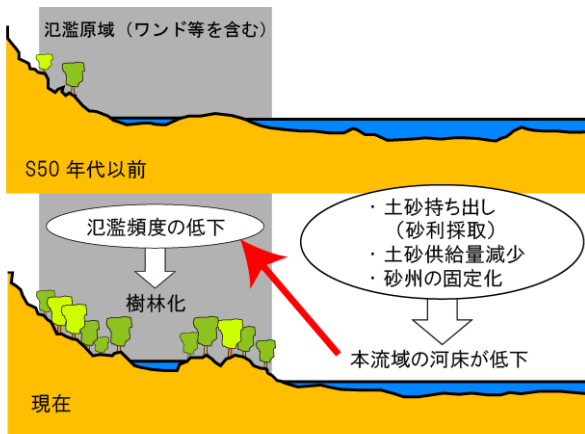 氾濫原域（ワンド等を含む）
S50年代以前
氾濫頻度の低下
樹林化
・土砂持ち出し
（砂利採取）
・土砂供給量減少
・砂州の固定化
本流域の河床が低下
現在